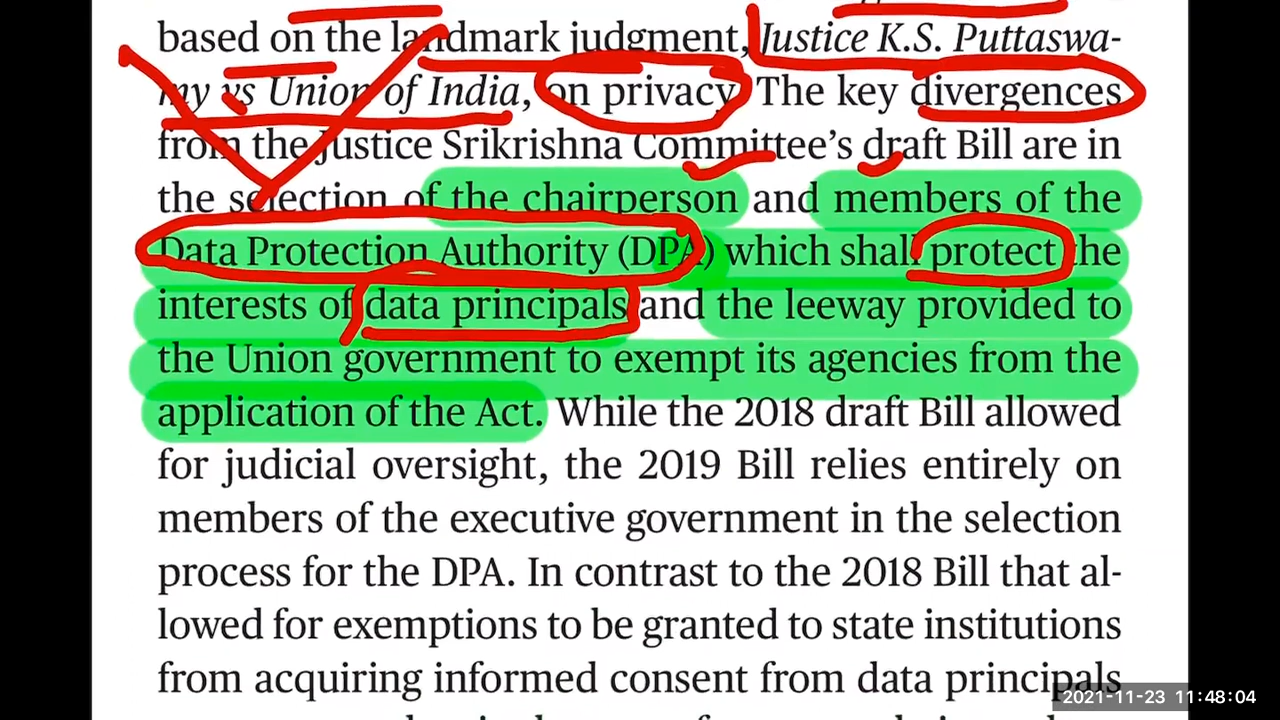 based on the landmark judgment, Justice K.S. Puttaswa-
my vs Union of India, on privacy. The key divergences
from the Justice Srikrishna Committee's draft Bill are in
the selection of the chairperson and members of the
Data Protection Authority (DPA) which shall protect the
interests of data principals and the leeway provided to
the Union government to exempt its agencies from the
application of the Act. While the 2018 draft Bill allowed
for judicial oversight, the 2019 Bill relies entirely on
members of the executive government in the selection
process for the DPA. In contrast to the 2018 Bill that al-
lowed for exemptions to be granted to state institutions
from acquiring informed consent from data principals
2021-11-23 11:48:04